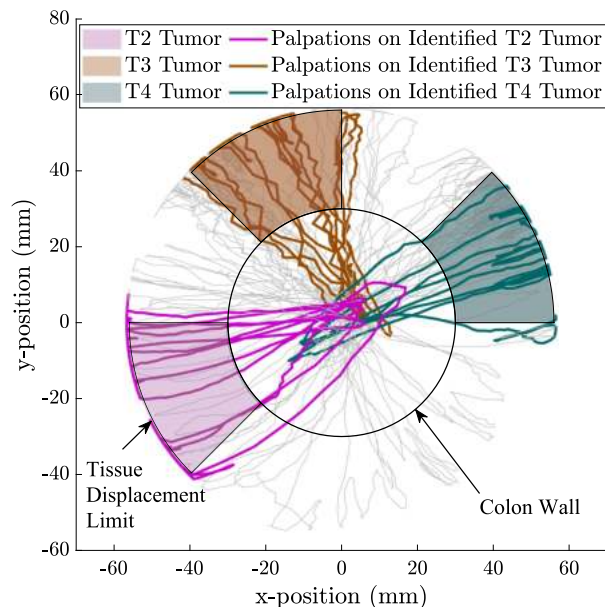 T2 Tumor Palpations on Identified T2 Tumor
T3 Tumor Palpations on Identified T3 Tumor
T4 Tumor Palpations on Identified T4 Tumor
80
60
40
20
0
-20
-40
-60
y-position (mm)
Tissue
Displacement
Limit
Colon Wall
-60 -40 -20 0 20 40 60
x-position (mm)